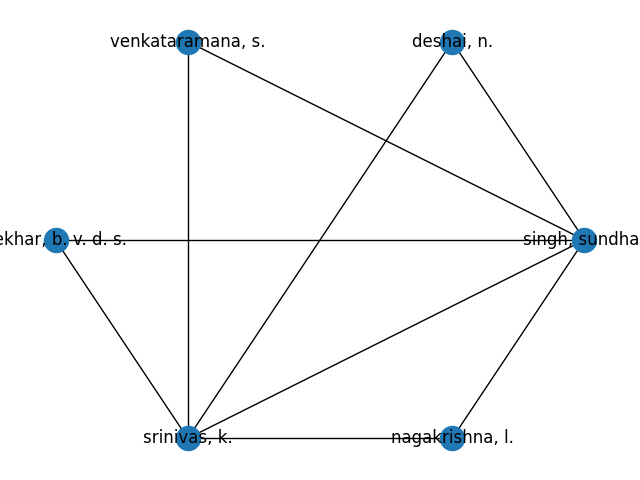 venkataramana, s.
deshai, n.
ekhar, b. v. d. s.
singh, sundha
srinivas, k.
nagakrishna, l.